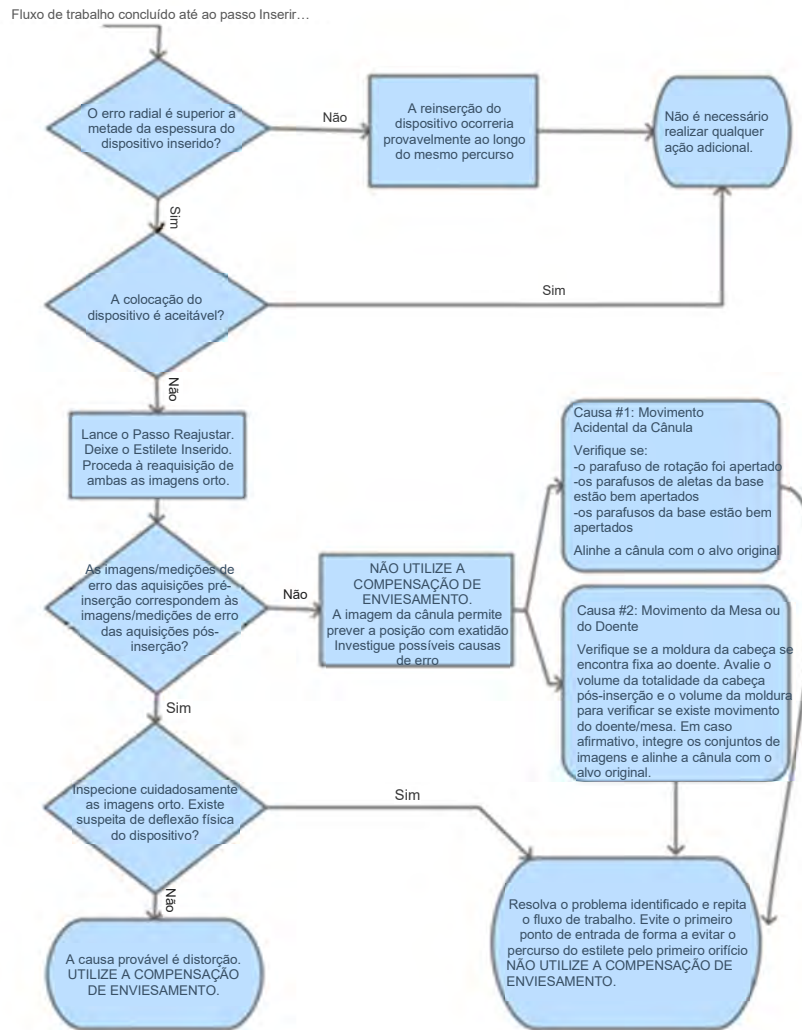 Fluxo de trabalho concluído até ao passo Inserir…
O erro radial é superior a
metade da espessura do
dispositivo inserido?
Não
A reinserção do
dispositivo ocorreria
provavelmente ao longo
do mesmo percurso
Não é necessário
realizar qualquer
ação adicional.
Sim
A colocação do
dispositivo é aceitável?
Sim
Não
Lance o Passo Reajustar.
Deixe o Estilete Inserido.
Proceda à reaquisição de
ambas as imagens orto.
As imagens/medições de
erro das aquisições pré-
inserção correspondem às
imagens/medições de erro
das aquisições pós-
inserção?
Não
NÃO UTILIZE A
COMPENSAÇÃO DE
ENVIESAMENTO.
A imagem da cânula permite
prever a posição com exatidão
Investigue possíveis causas
de erro
Causa #1: Movimento
Acidental da Cânula
Verifique se:
-o parafuso de rotação foi apertado
-os parafusos de aletas da base
estão bem apertados
-os parafusos da base estão bem
apertados
Alinhe a cânula com o alvo original
Causa #2: Movimento da Mesa ou
do Doente
Verifique se a moldura da cabeça se
encontra fixa ao doente. Avalie o
volume da totalidade da cabeça
pós-inserção e o volume da moldura
para verificar se existe movimento
do doente/mesa. Em caso
afirmativo, integre os conjuntos de
imagens e alinhe a cânula com o
alvo original.
Sim
Inspecione cuidadosamente
as imagens orto. Existe
suspeita de deflexão física
do dispositivo?
Sim
Não
A causa provável é distorção.
UTILIZE A COMPENSAÇÃO
DE ENVIESAMENTO.
Resolva o problema identificado e repita
o fluxo de trabalho. Evite o primeiro
ponto de entrada de forma a evitar o
percurso do estilete pelo primeiro orifício
NÃO UTILIZE A COMPENSAÇÃO DE
ENVIESAMENTO.